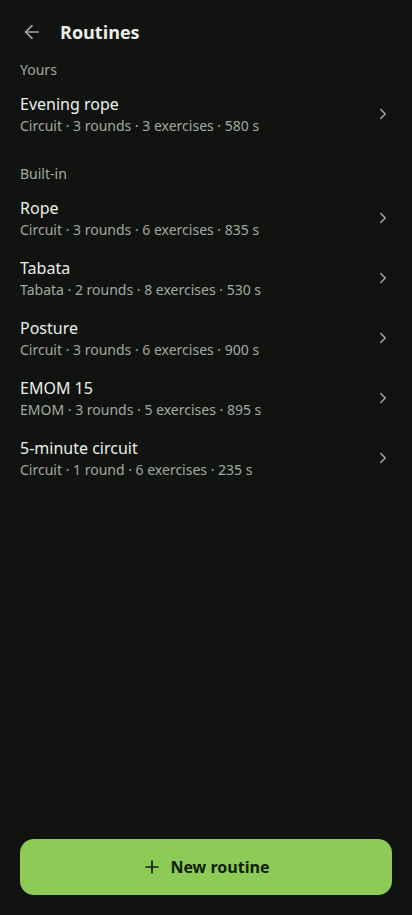 Routines
Yours
Evening rope
Circuit · 3 rounds · 3 exercises · 580 s
Built-in
Rope
Circuit · 3 rounds · 6 exercises · 835 s
Tabata
Tabata · 2 rounds · 8 exercises · 530 s
Posture
Circuit · 3 rounds · 6 exercises · 900 s
EMOM 15
EMOM · 3 rounds · 5 exercises · 895 s
5-minute circuit
Circuit · 1 round · 6 exercises · 235 s
New routine